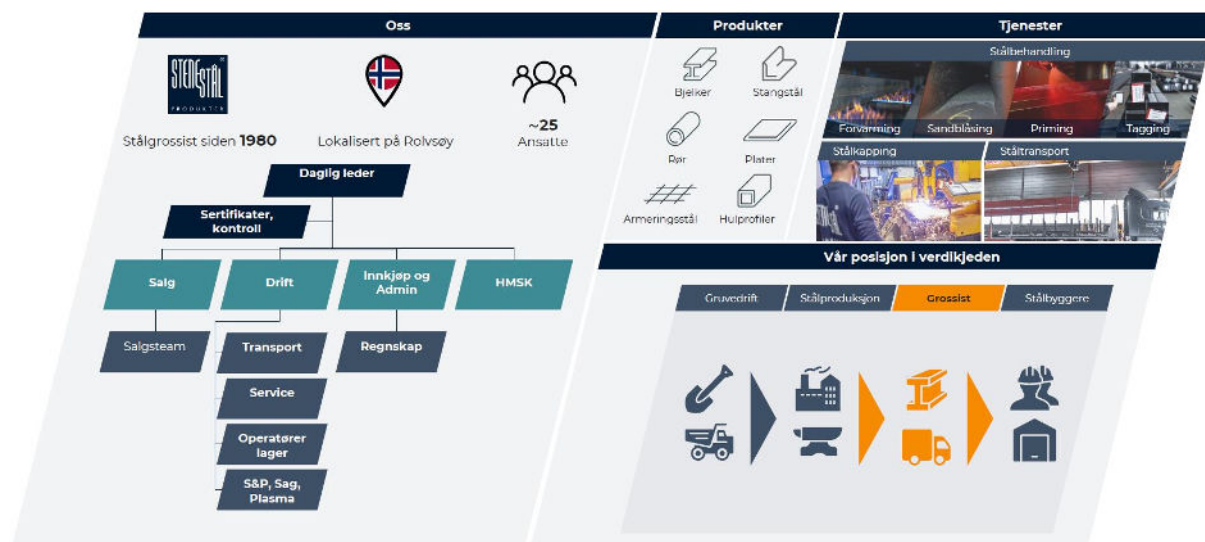 Oss
STENE
STÅL
PRODUKTER
Stålgrossist siden 1980
Lokalisert på Rolvsøy
~25
Ansatte
Daglig leder
Sertifikater,
kontroll
Salg
Drift
Innkjøp og
Admin
HMSK
Salgsteam
Transport
Regnskap
Service
Operatører
lager
S&P, Sag,
Plasma
Produkter
Bjelker
Stangstål
Rør
Plater
Armeringsstål
Hulprofiler
Tjenester
Stålbehandling
Forvarming
Sandblåsing
Priming
Tagging
Stålkapping
Ståltransport
Vår posisjon i verdikjeden
Gruvedrift
Stålproduksjon
Grossist
Stålbyggere